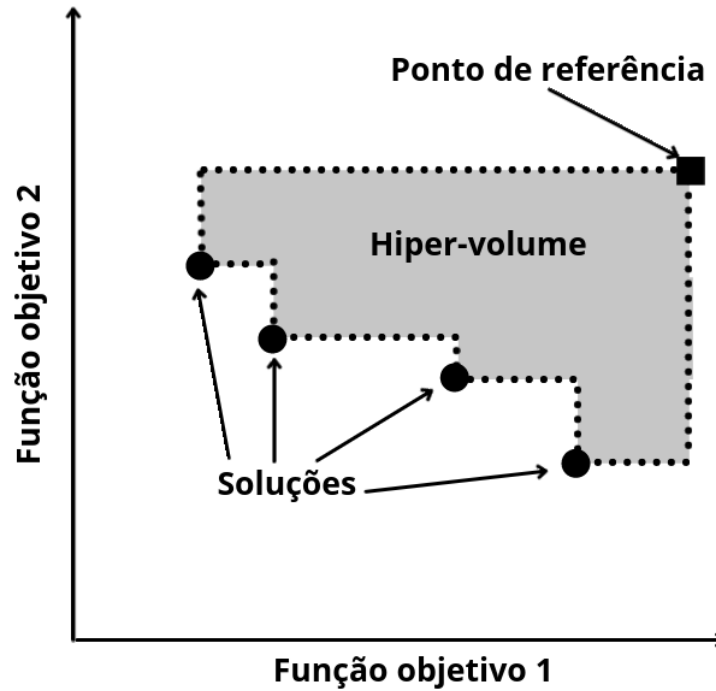 Ponto de referência
Hiper-volume
Função objetivo 2
Soluções
Função objetivo 1